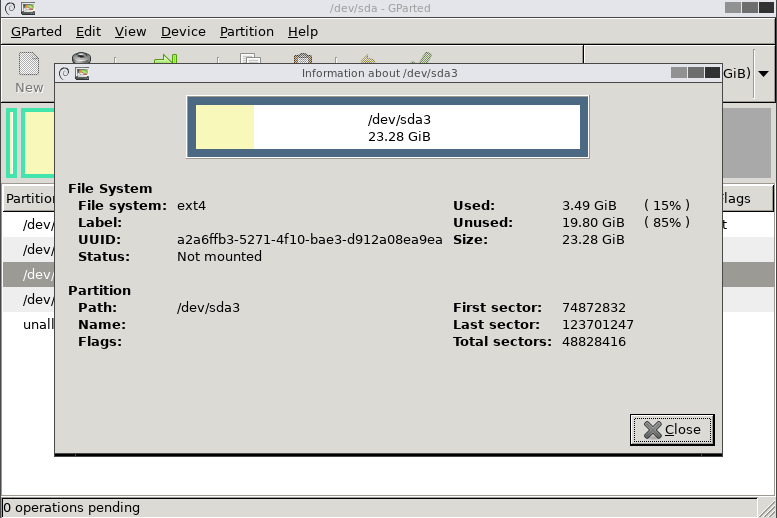 /dev/sda - GParted
GParted Edit View Device Partition Help
New
GiB)
Information about /dev/sda3
/dev/sda3
23.28 GiB
File System
File system: ext4
Label:
UUID: a2a6ffb3-5271-4f10-bae3-d912a08ea9ea
Status: Not mounted
Used: 3.49 GiB ( 15% )
Unused: 19.80 GiB ( 85% )
Size: 23.28 GiB
Partition
Path: /dev/sda3
Name:
Flags:
First sector: 74872832
Last sector: 123701247
Total sectors: 48828416
Close
Partition
lags
/dev/
t
/dev/
/dev/
/dev/
unall
0 operations pending